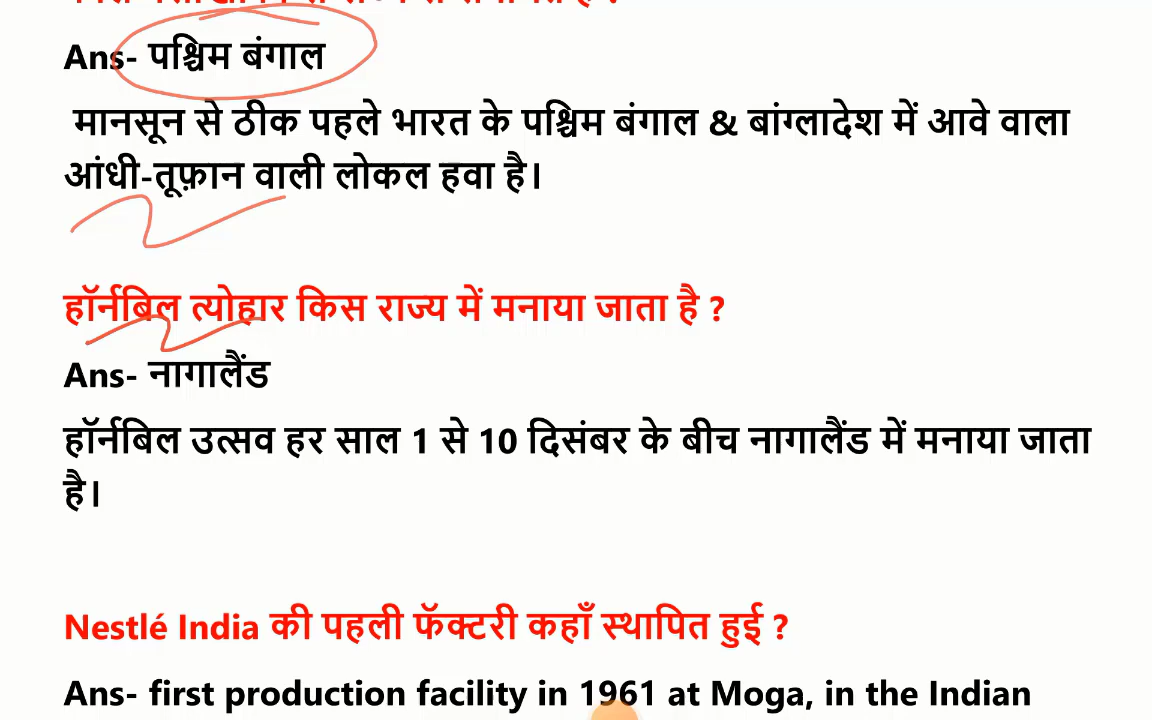 Ans- पश्चिम बंगाल
मानसून से ठीक पहले भारत के पश्चिम बंगाल & बांग्लादेश में आवे वाला
आंधी-तूफ़ान वाली लोकल हवा है।
हॉर्नबिल त्योहार किस राज्य में मनाया जाता है ?
Ans- नागालैंड
हॉर्नबिल उत्सव हर साल 1 से 10 दिसंबर के बीच नागालैंड में मनाया जाता
है।
Nestlé India की पहली फॅक्टरी कहाँ स्थापित हुई ?
Ans- first production facility in 1961 at Moga, in the Indian